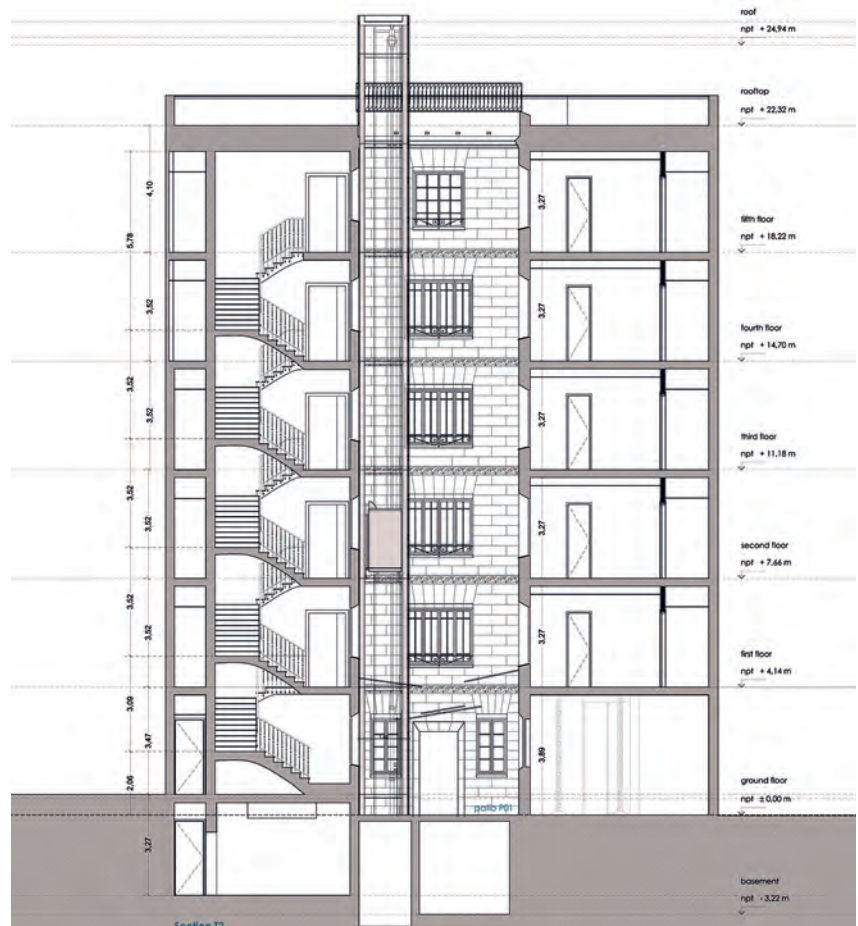 roof
npt + 24,94 m
rooftop
npt + 22,32 m
4,10
5,78
3,27
fifth floor
npt + 18,22 m
3,52
3,27
fourth floor
npt + 14,70 m
3,52
3,52
3,27
third floor
npt + 11,18 m
3,52
3,52
3,27
second floor
npt + 7,66 m
3,52
3,52
3,27
first floor
npt + 4,14 m
3,09
3,47
3,89
2,06
ground floor
npt ± 0,00 m
patio P01
3,27
basement
npt - 3,22 m
Section T2